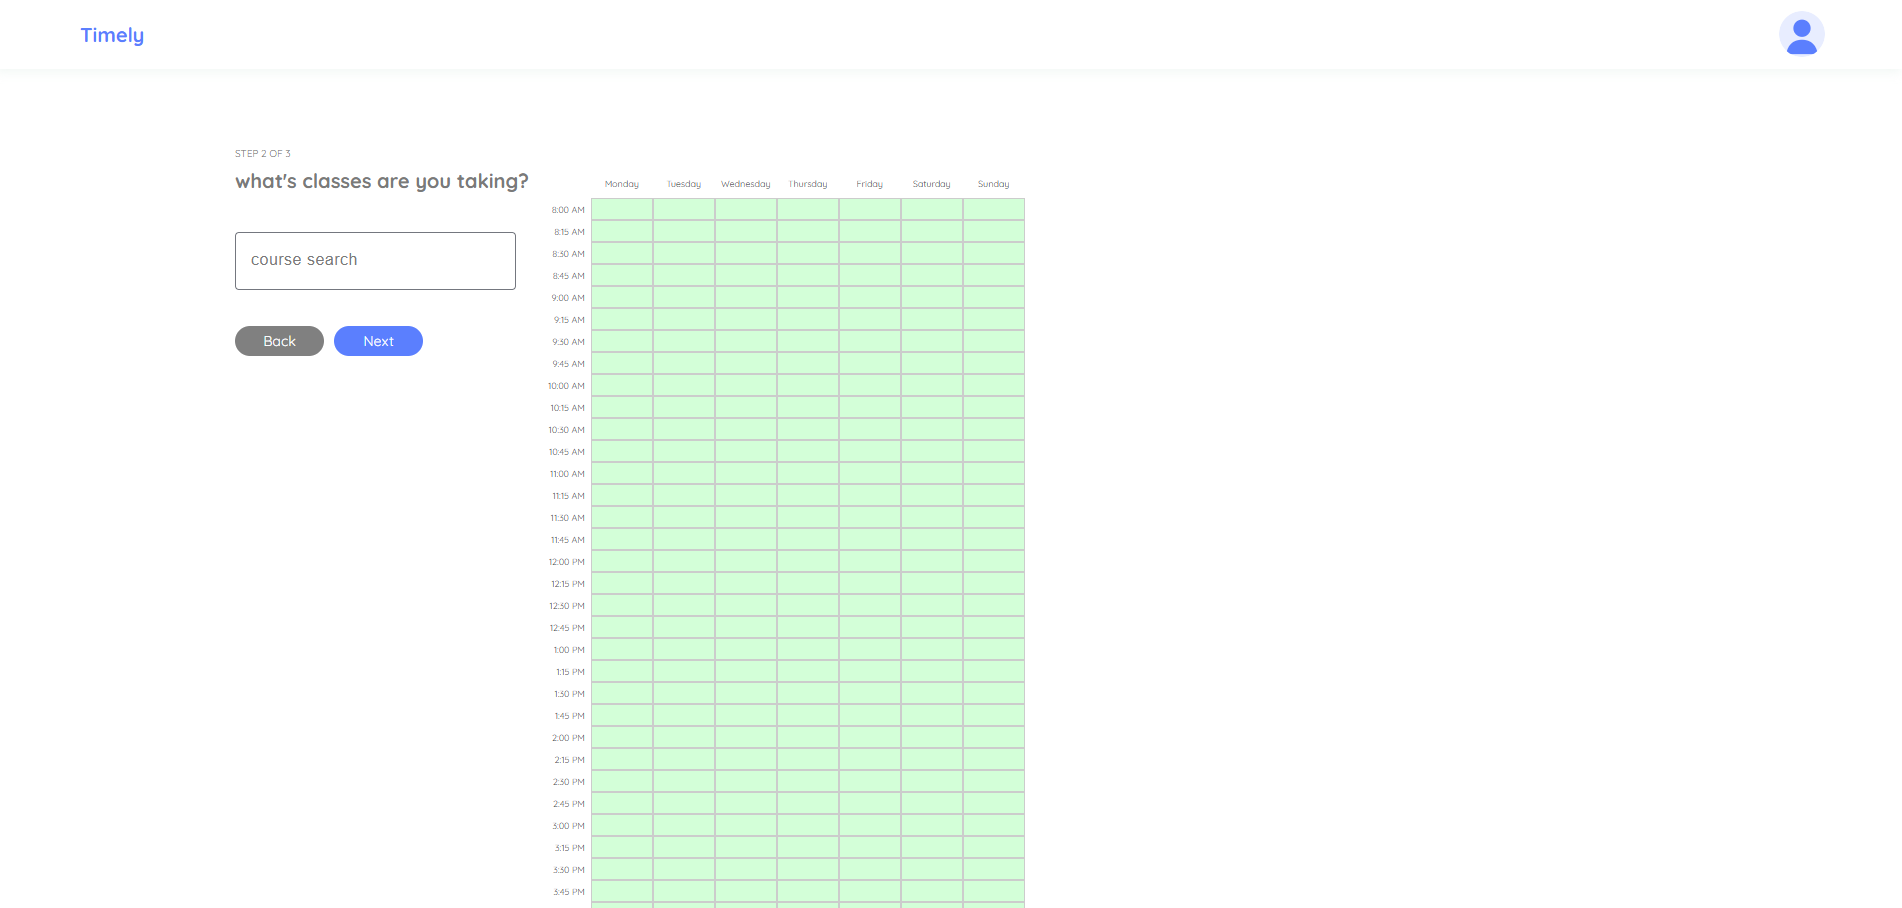 Timely
STEP 2 OF 3
what's classes are you taking?
course search
Back Next
Monday Tuesday Wednesday Thursday Friday Saturday Sunday
8:00 AM
8:15 AM
8:30 AM
8:45 AM
9:00 AM
9:15 AM
9:30 AM
9:45 AM
10:00 AM
10:15 AM
10:30 AM
10:45 AM
11:00 AM
11:15 AM
11:30 AM
11:45 AM
12:00 PM
12:15 PM
12:30 PM
12:45 PM
1:00 PM
1:15 PM
1:30 PM
1:45 PM
2:00 PM
2:15 PM
2:30 PM
2:45 PM
3:00 PM
3:15 PM
3:30 PM
3:45 PM